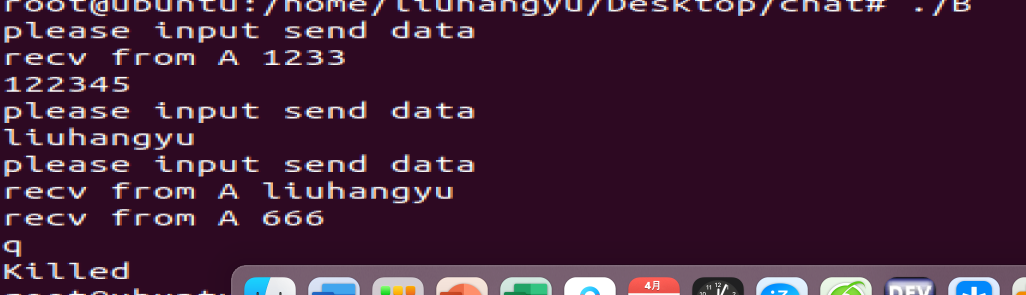 root@ubuntu:/home/liuhangyu/Desktop/chat# ./B
please input send data
recv from A 1233
122345
please input send data
liuhangyu
please input send data
recv from A liuhangyu
recv from A 666
q
Killed
4月
DEV